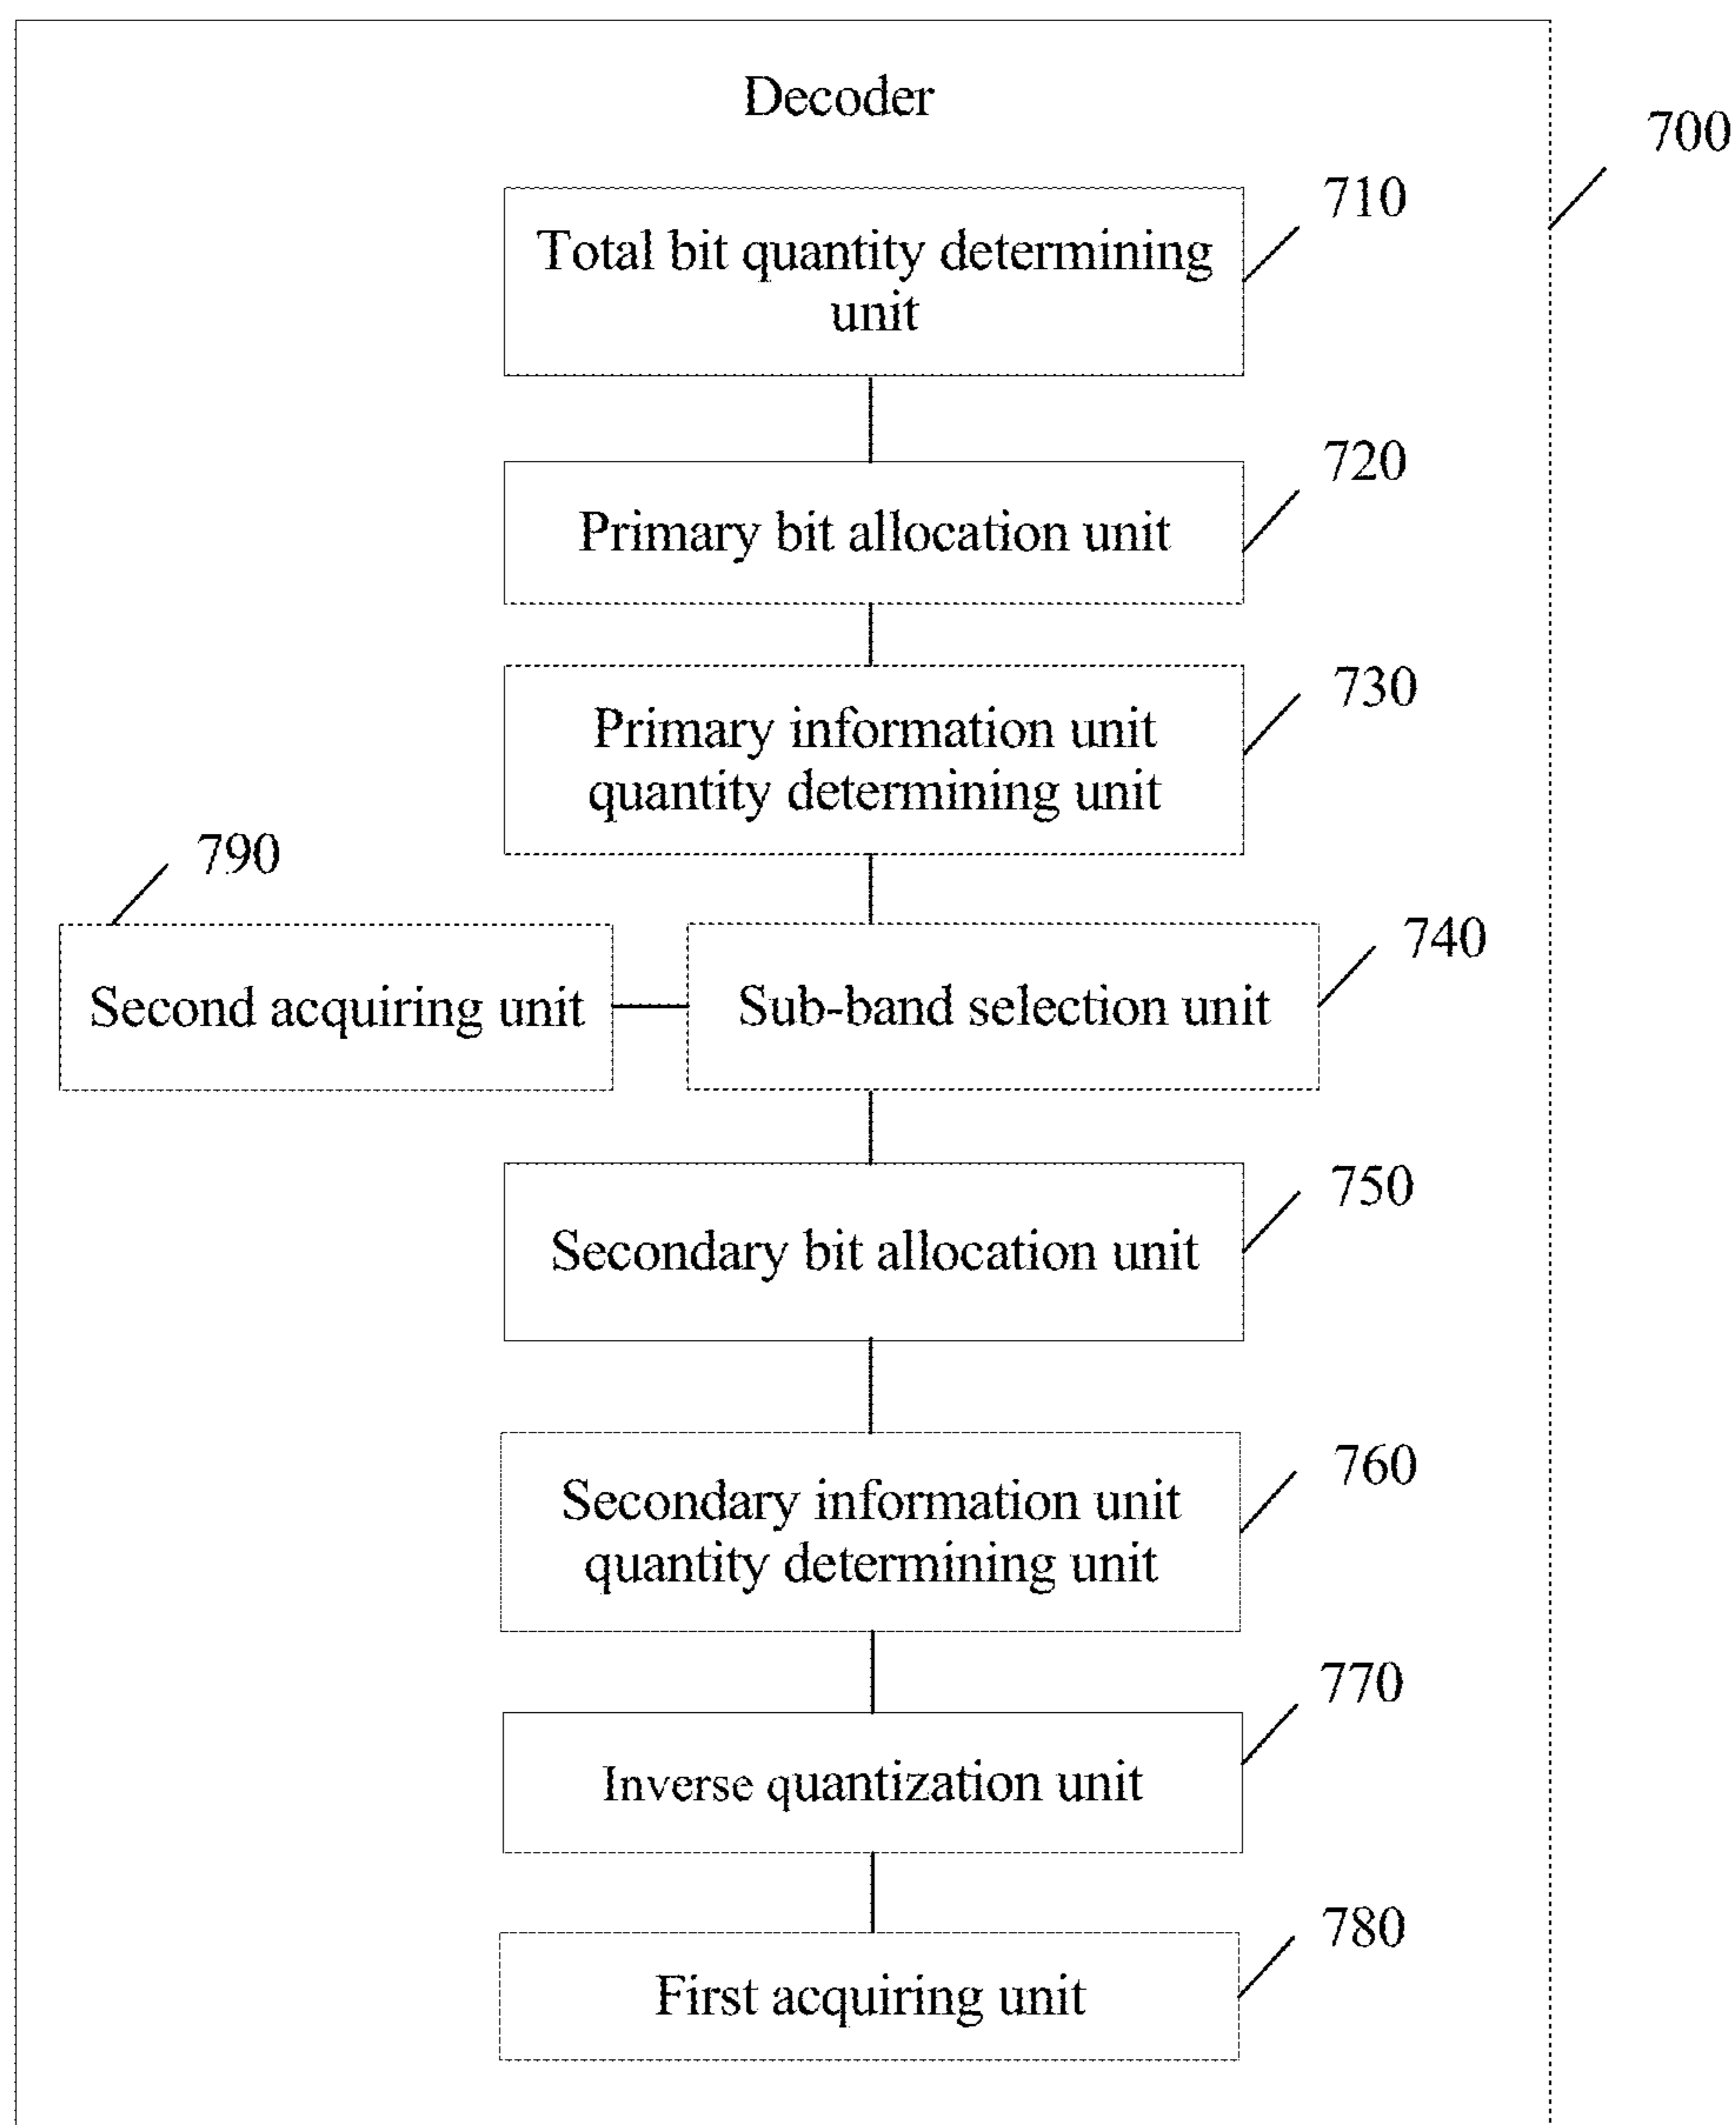 Decoder
700
710
Total bit quantity determining
unit
720
Primary bit allocation unit
730
Primary information unit
quantity determining unit
790
740
Second acquiring unit
Sub-band selection unit
750
Secondary bit allocation unit
760
Secondary information unit
quantity determining unit
770
Inverse quantization unit
780
First acquiring unit